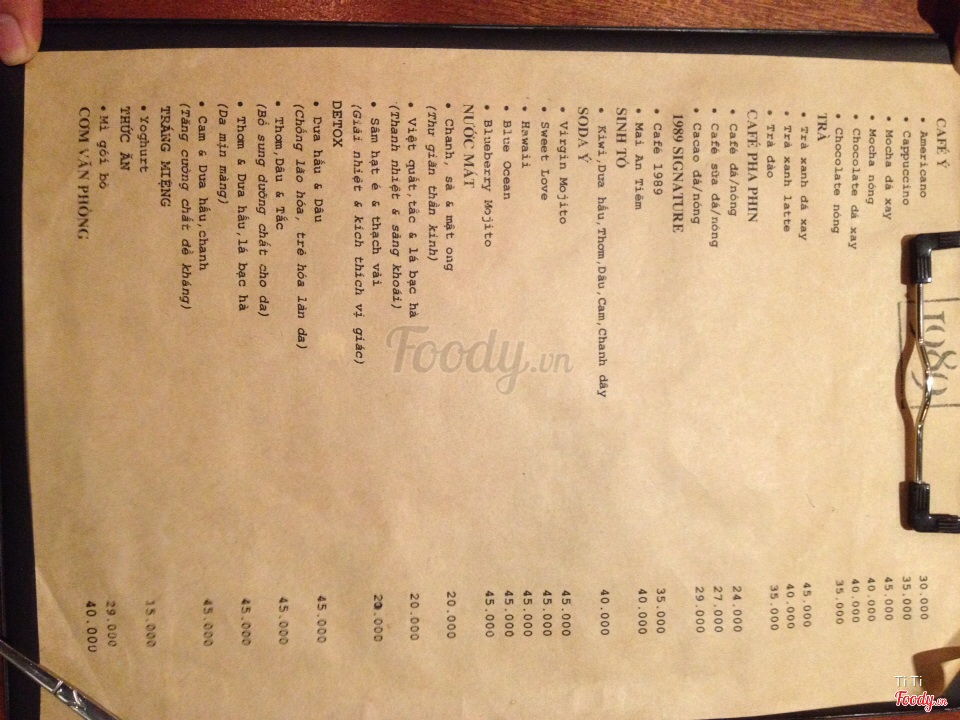 1989
CAFÉ Ý
• Americano 30.000
• Cappuccino 35.000
• Mocha đá xay 45.000
• Mocha nóng 40.000
• Chocolate đá xay 40.000
• Chocolate nóng 35.000
TRÀ
• Trà xanh đá xay 45.000
• Trà xanh latte 40.000
• Trà đào 35.000
CAFÉ PHA PHIN
• Café đá/nóng 24.000
• Café sữa đá/nóng 27.000
• Cacao đá/nóng 29.000
1989 SIGNATURE
• Café 1989 35.000
• Mai An Tiêm 40.000
SINH TỐ
• Kiwi,Dưa hấu,Thơm,Dâu,Cam,Chanh dây 40.000
SODA Ý
• Virgin Mojito 45.000
• Sweet Love 45.000
• Hawaii 45.000
• Blue Ocean 45.000
• Blueberry Mojito 45.000
NƯỚC MÁT
• Chanh, sả & mật ong 20.000
(Thư giãn thần kinh)
• Việt quất,tắc & lá bạc hà 20.000
(Thanh nhiệt & sảng khoái)
• Sâm hạt é & thạch vải 20.000
(Giải nhiệt & kích thích vị giác)
DETOX
• Dưa hấu & Dâu 45.000
(Chống lão hóa, trẻ hóa làn da)
• Thơm,Dâu & Tắc 45.000
(Bổ sung dưỡng chất cho da)
• Thơm & Dưa hấu,lá bạc hà 45.000
(Da mịn màng)
• Cam & Dưa hấu,chanh 45.000
(Tăng cường chất đề kháng)
TRÁNG MIỆNG
• Yoghurt 15.000
THỨC ĂN
• Mì gói bò 29.000
CƠM VĂN PHÒNG 40.000
Foody.vn
TiTi
Foody.vn